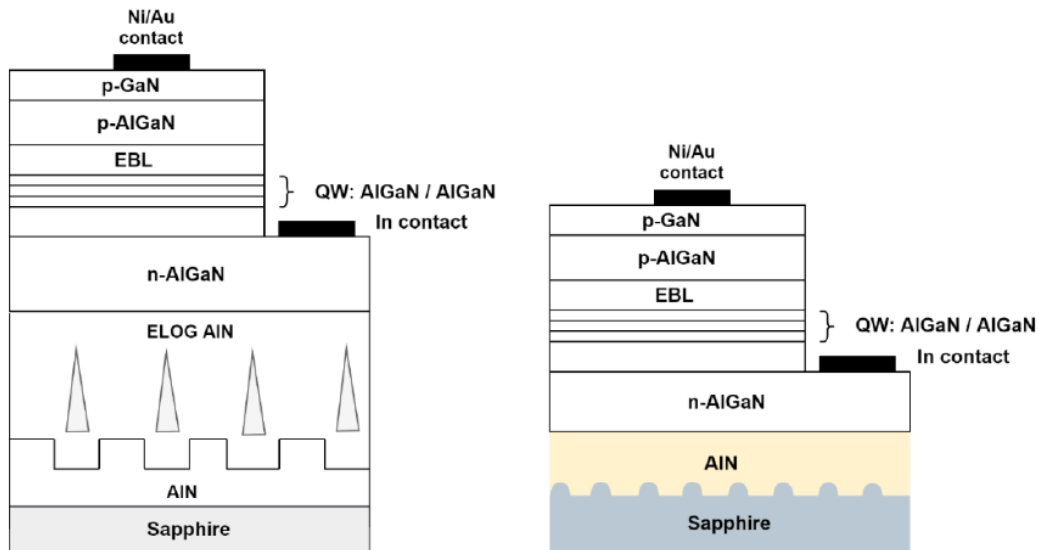 Ni/Au
contact
p-GaN
p-AlGaN
EBL
QW: AlGaN / AlGaN
In contact
n-AlGaN
ELOG AlN
AlN
Sapphire
Ni/Au
contact
p-GaN
p-AlGaN
EBL
QW: AlGaN / AlGaN
In contact
n-AlGaN
AlN
Sapphire